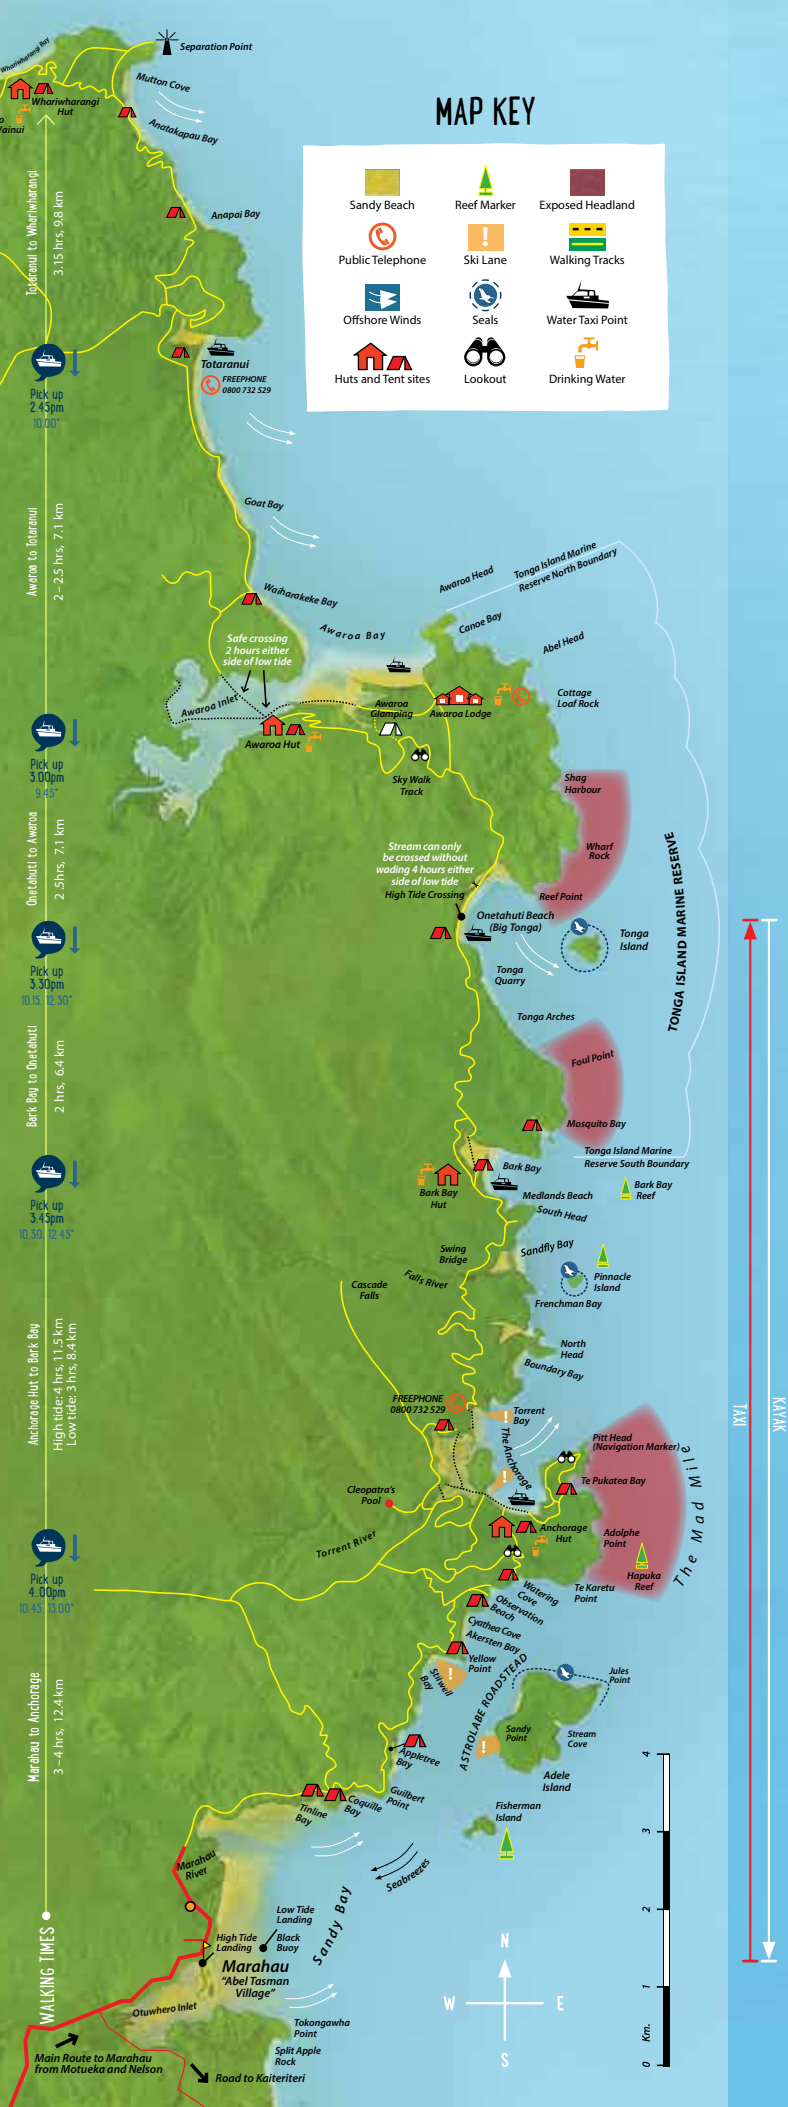 Whariwharangi Bay
Separation Point
Mutton Cove
Whariwharangi
Hut
Anatakapau Bay
Anapai Bay
MAP KEY
Sandy Beach
Reef Marker
Exposed Headland
Public Telephone
Ski Lane
Walking Tracks
Offshore Winds
Seals
Water Taxi Point
Huts and Tent sites
Lookout
Drinking Water
Totaranui to Whariwharangi
3.15 hrs, 9.8 km
Totaranui
FREEPHONE
0800 732 529
Pick up
2.45pm
10.00*
Goat Bay
Awaroa to Totaranui
2 – 2.5 hrs, 7.1 km
Waiharakeke Bay
Awaroa Head
Tonga Island Marine
Reserve North Boundary
Canoe Bay
Awaroa Bay
Abel Head
Safe crossing
2 hours either
side of low tide
Awaroa Inlet
Awaroa
Glamping
Awaroa Lodge
Cottage
Loaf Rock
Awaroa Hut
Pick up
3.00pm
9.45*
Sky Walk
Track
Shag
Harbour
Wharf
Rock
Onetahuti to Awaroa
2.5hrs, 7.1 km
Stream can only
be crossed without
wading 4 hours either
side of low tide
High Tide Crossing
Reef Point
Onetahuti Beach
(Big Tonga)
Tonga
Island
TONGA ISLAND MARINE RESERVE
Pick up
3.30pm
10.15, 12.30*
Tonga
Quarry
Tonga Arches
Foul Point
Bark Bay to Onetahuti
2 hrs, 6.4 km
Mosquito Bay
Tonga Island Marine
Reserve South Boundary
Bark Bay
Bark Bay
Hut
Medlands Beach
Bark Bay
Reef
Pick up
3.45pm
10.30, 12.45*
South Head
Sandfly Bay
Swing
Bridge
Falls River
Cascade
Falls
Pinnacle
Island
Frenchman Bay
North
Head
Boundary Bay
Anchorage Hut to Bark Bay
High tide: 4 hrs, 11.5 km
Low tide: 3 hrs, 8.4 km
FREEPHONE
0800 732 529
Torrent
Bay
The Anchorage
Pitt Head
(Navigation Marker)
Te Pukatea Bay
The Mad Mile
TAXI
KAYAK
Cleopatra's
Pool
Torrent River
Anchorage
Hut
Adolphe
Point
Hapuka
Reef
Te Karetu
Point
Pick up
4.00pm
10.45, 13.00*
Watering
Cove
Observation
Beach
Cyathea Cove
Akersten Bay
Yellow
Point
Stilwell
Bay
ASTROLABE ROADSTEAD
Jules
Point
Sandy
Point
Stream
Cove
Adele
Island
Marahau to Anchorage
3 – 4 hrs, 12.4 km
Appletree
Bay
Guilbert
Point
Coquille
Bay
Tinline
Bay
Fisherman
Island
Seabreezes
Marahau
River
Sandy Bay
Low Tide
Landing
Black
Buoy
High Tide
Landing
Marahau
"Abel Tasman
Village"
WALKING TIMES
Otuwhero Inlet
Tokongawha
Point
Split Apple
Rock
Main Route to Marahau
from Motueka and Nelson
Road to Kaiteriteri
N
W
E
S
Km.
0
1
2
3
4